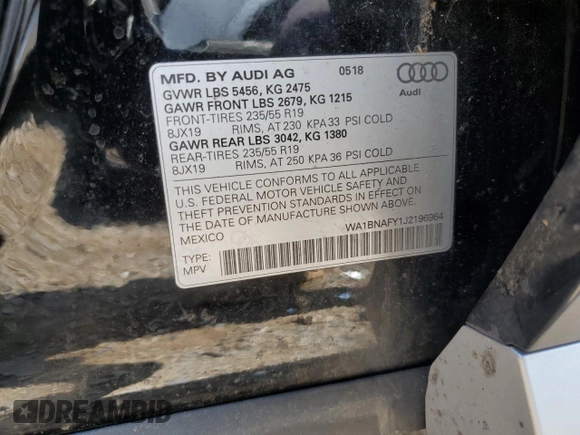 MFD. BY AUDI AG 0518
GVWR LBS 5456, KG 2475
GAWR FRONT LBS 2679, KG 1215
FRONT-TIRES 235/55 R19
8JX19 RIMS, AT 230 KPA 33 PSI COLD
GAWR REAR LBS 3042, KG 1380
REAR-TIRES 235/55 R19
8JX19 RIMS, AT 250 KPA 36 PSI COLD
Audi
THIS VEHICLE CONFORMS TO ALL APPLICABLE
U.S. FEDERAL MOTOR VEHICLE SAFETY AND
THEFT PREVENTION STANDARDS IN EFFECT ON
THE DATE OF MANUFACTURE SHOWN ABOVE.
MEXICO WA1BNAFY1J2196964
TYPE:
MPV
DREAMBID